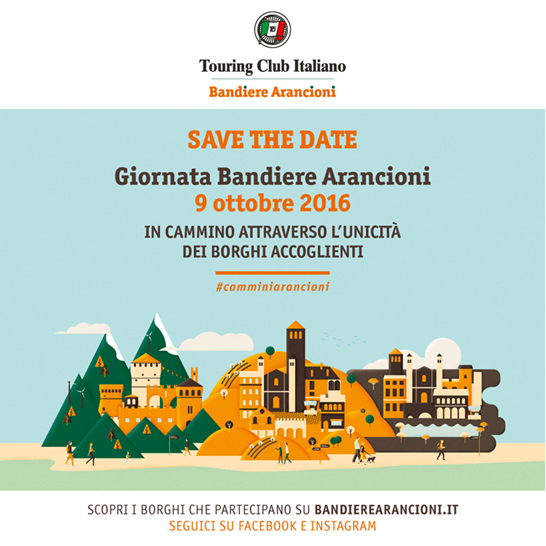 Touring Club Italiano
Bandiere Arancioni
SAVE THE DATE
Giornata Bandiere Arancioni
9 ottobre 2016
IN CAMMINO ATTRAVERSO L'UNICITÀ
DEI BORGHI ACCOGLIENTI
#camminiarancioni
SCOPRI I BORGHI CHE PARTECIPANO SU BANDIEREARANCIONI.IT
SEGUICI SU FACEBOOK E INSTAGRAM